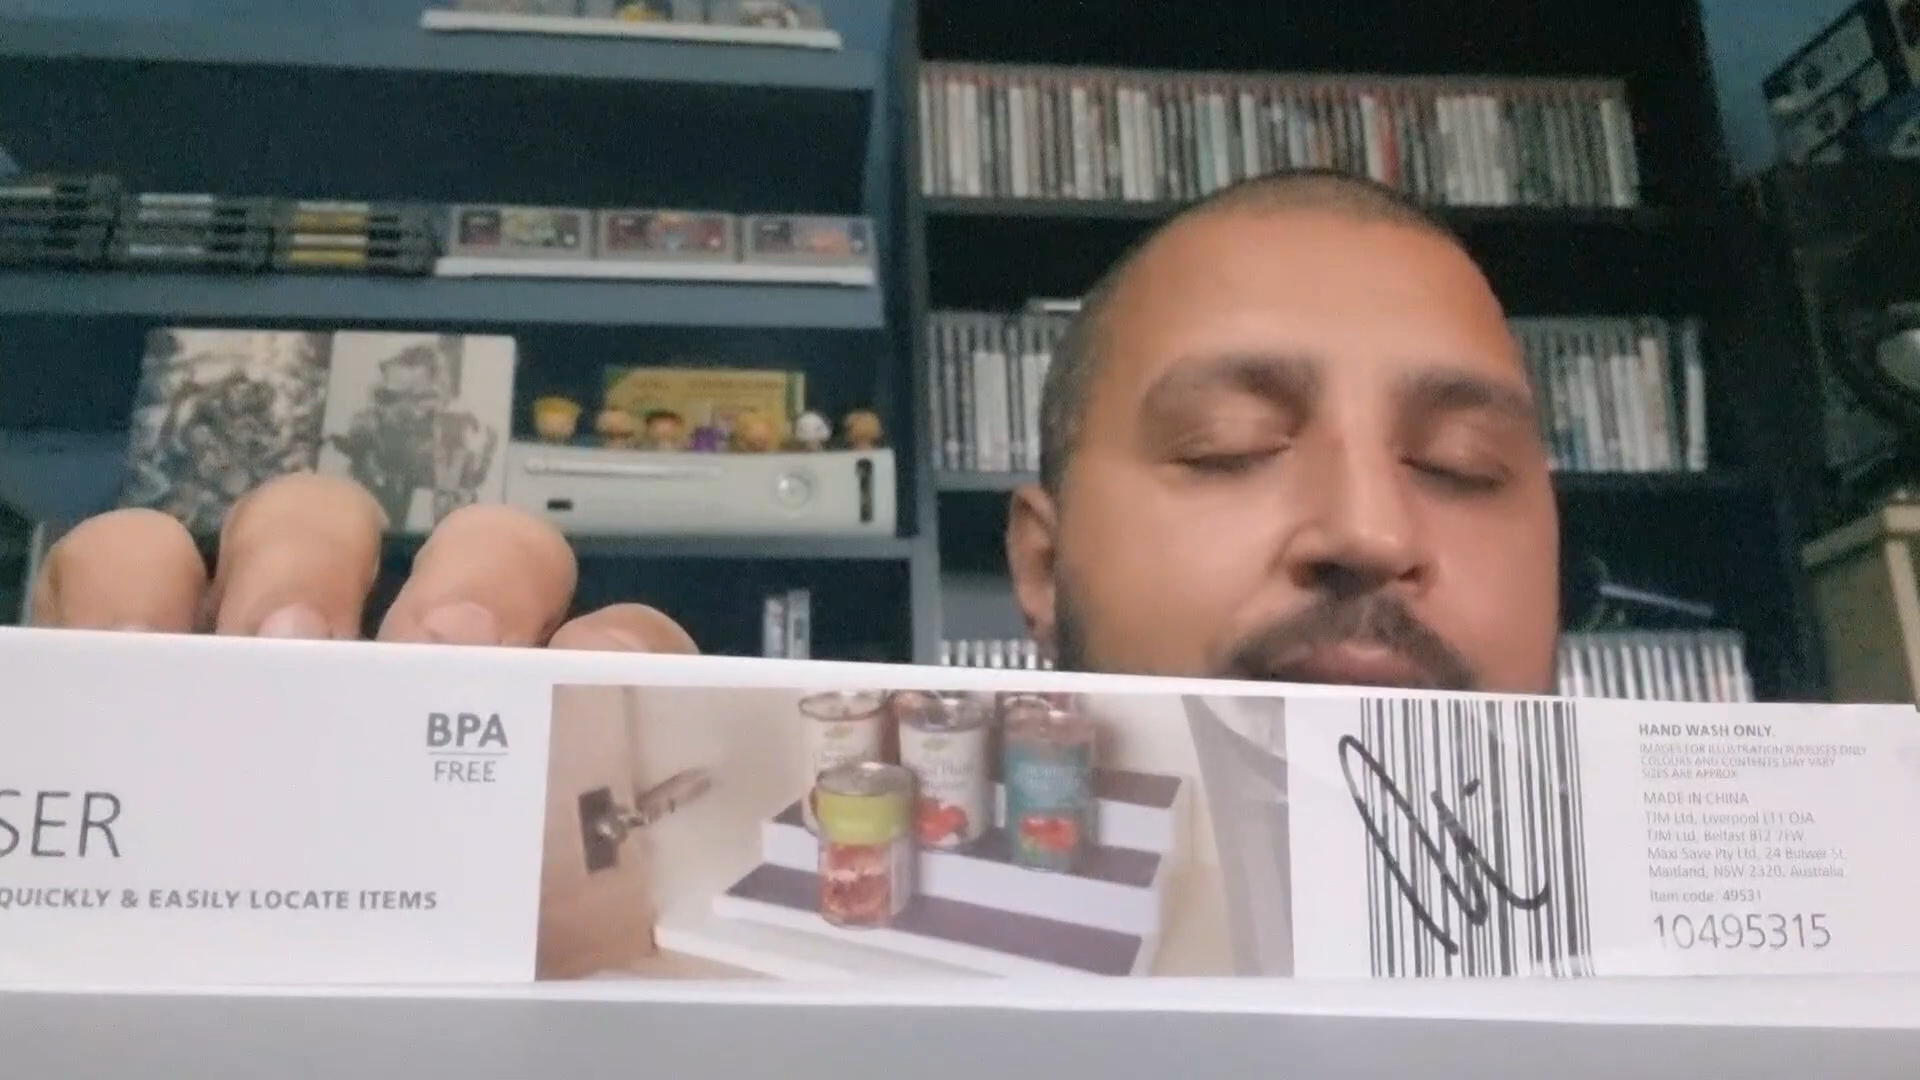 BPA
FREE
SER
QUICKLY & EASILY LOCATE ITEMS
HAND WASH ONLY.
IMAGES FOR ILLUSTRATION PURPOSES ONLY
COLOURS AND CONTENTS MAY VARY
SIZES ARE APPROX
MADE IN CHINA
TJM Ltd, Liverpool L11 0JA
TJM Ltd, Belfast BT2 7FW
Maxi Save Pty Ltd, 24 Bulwer St,
Maitland, NSW 2320, Australia.
Item code: 49531
10495315